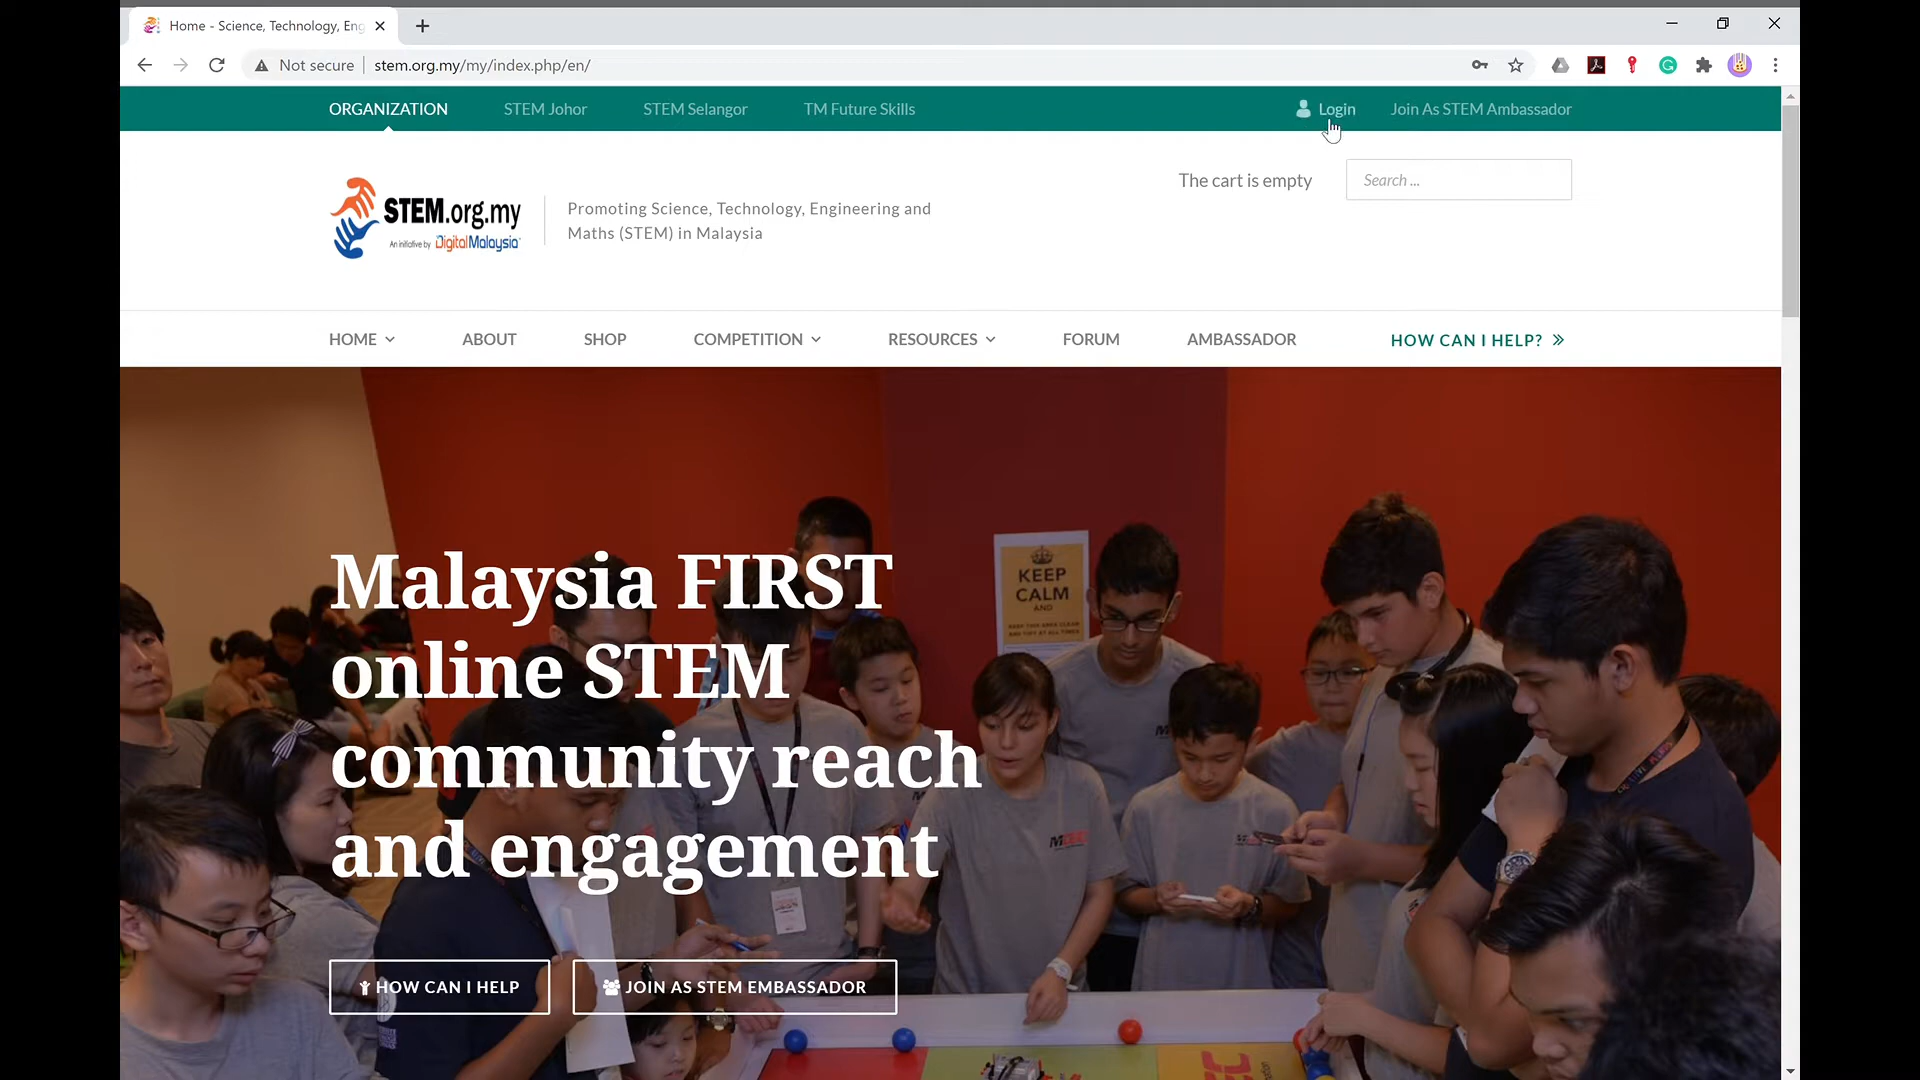 Home - Science, Technology, Eng
Not secure
stem.org.my/my/index.php/en/
ORGANIZATION
STEM Johor
STEM Selangor
TM Future Skills
Login
Join As STEM Ambassador
STEM.org.my
An initiative by DigitalMalaysia
Promoting Science, Technology, Engineering and
Maths (STEM) in Malaysia
The cart is empty
Search ...
HOME
ABOUT
SHOP
COMPETITION
RESOURCES
FORUM
AMBASSADOR
HOW CAN I HELP?
KEEP
CALM
AND
Malaysia FIRST
online STEM
community reach
and engagement
HOW CAN I HELP
JOIN AS STEM EMBASSADOR